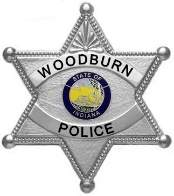 WOODBURN
STATE OF
INDIANA
POLICE